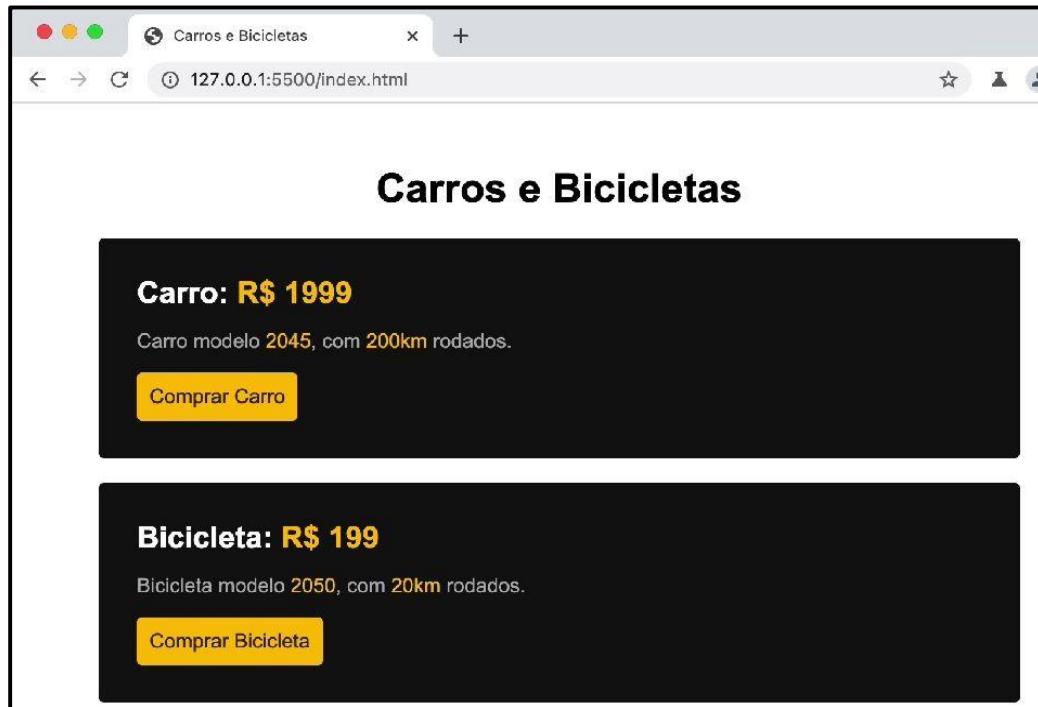 Carros e Bicicletas
127.0.0.1:5500/index.html
Carros e Bicicletas
Carro: R$ 1999
Carro modelo 2045, com 200km rodados.
Comprar Carro
Bicicleta: R$ 199
Bicicleta modelo 2050, com 20km rodados.
Comprar Bicicleta